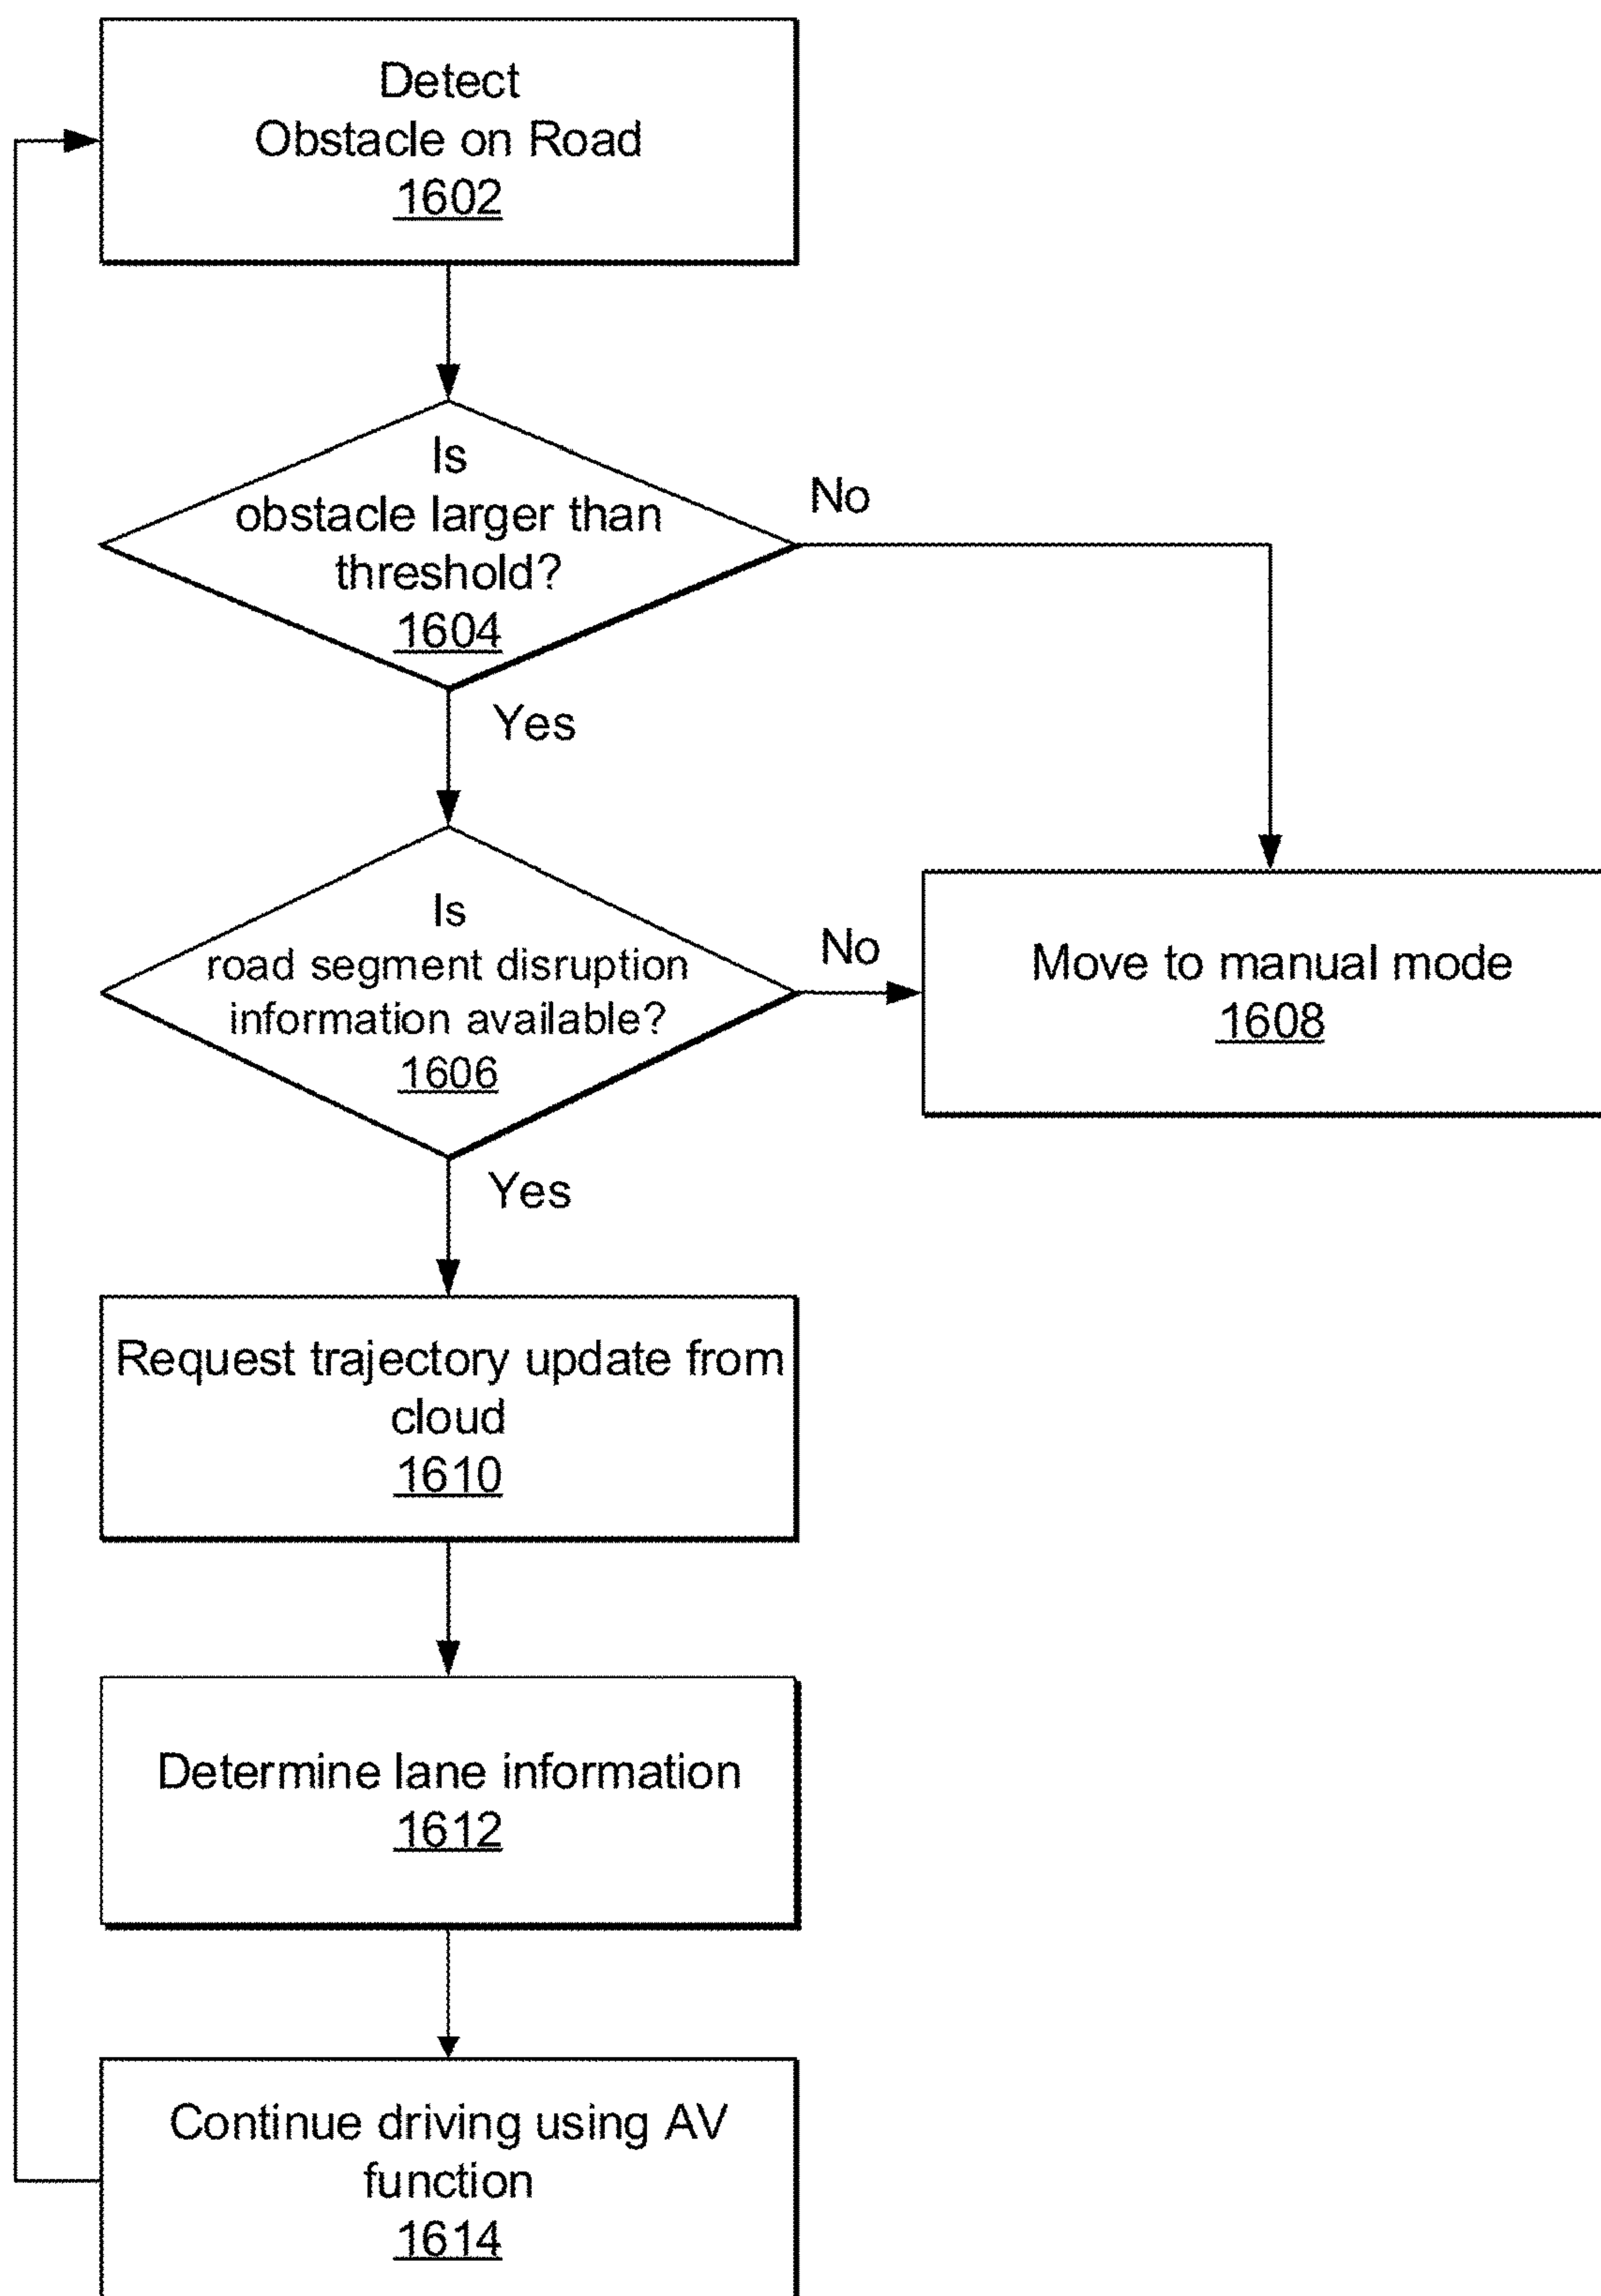 Detect
Obstacle on Road
1602
Is
obstacle larger than
threshold?
1604
No
Yes
Is
road segment disruption
information available?
1606
No
Move to manual mode
1608
Yes
Request trajectory update from
cloud
1610
Determine lane information
1612
Continue driving using AV
function
1614